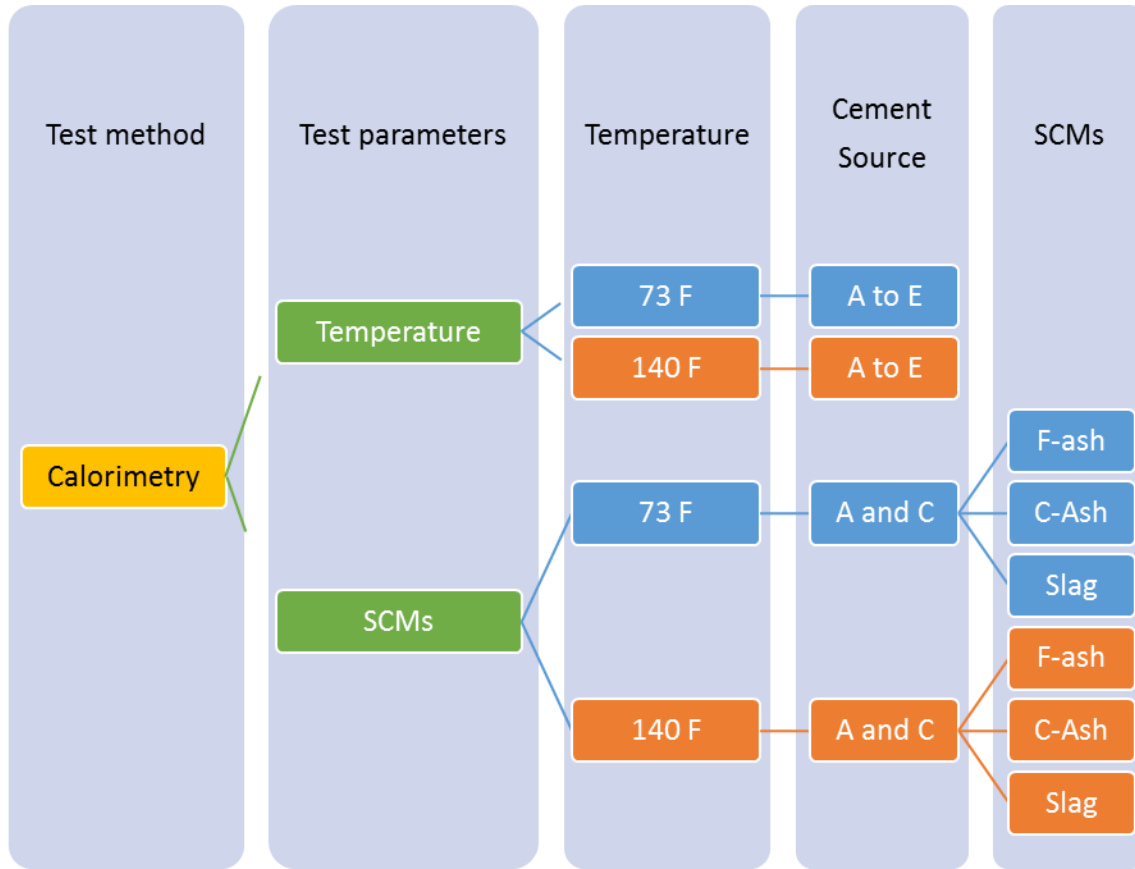 Test method
Test parameters
Temperature
Cement
Source
SCMs
Calorimetry
Temperature
73 F
A to E
140 F
A to E
SCMs
73 F
A and C
F-ash
C-Ash
Slag
140 F
A and C
F-ash
C-Ash
Slag